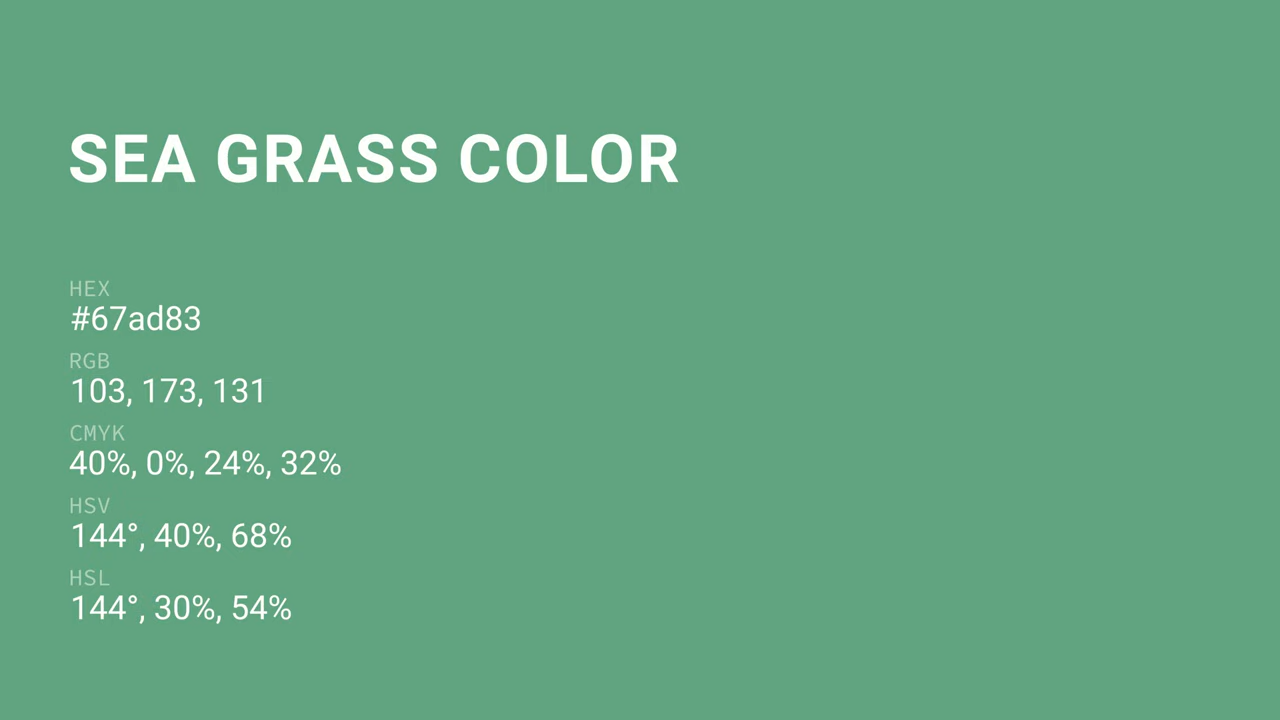 SEA GRASS COLOR
HEX
#67ad83
RGB
103, 173, 131
CMYK
40%, 0%, 24%, 32%
HSV
144°, 40%, 68%
HSL
144°, 30%, 54%